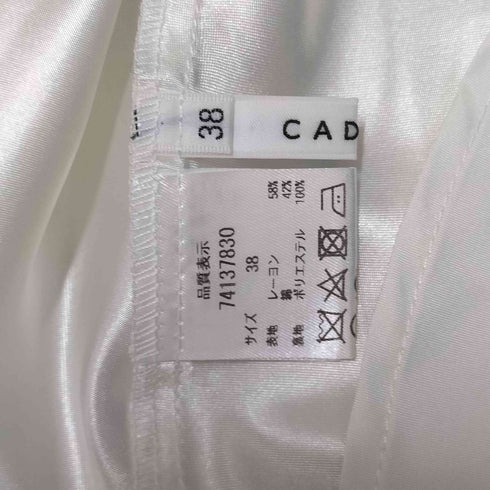 38
CAD
品質表示
74137830
サイズ 38
表地 レーヨン 58%
綿 42%
裏地 ポリエステル 100%